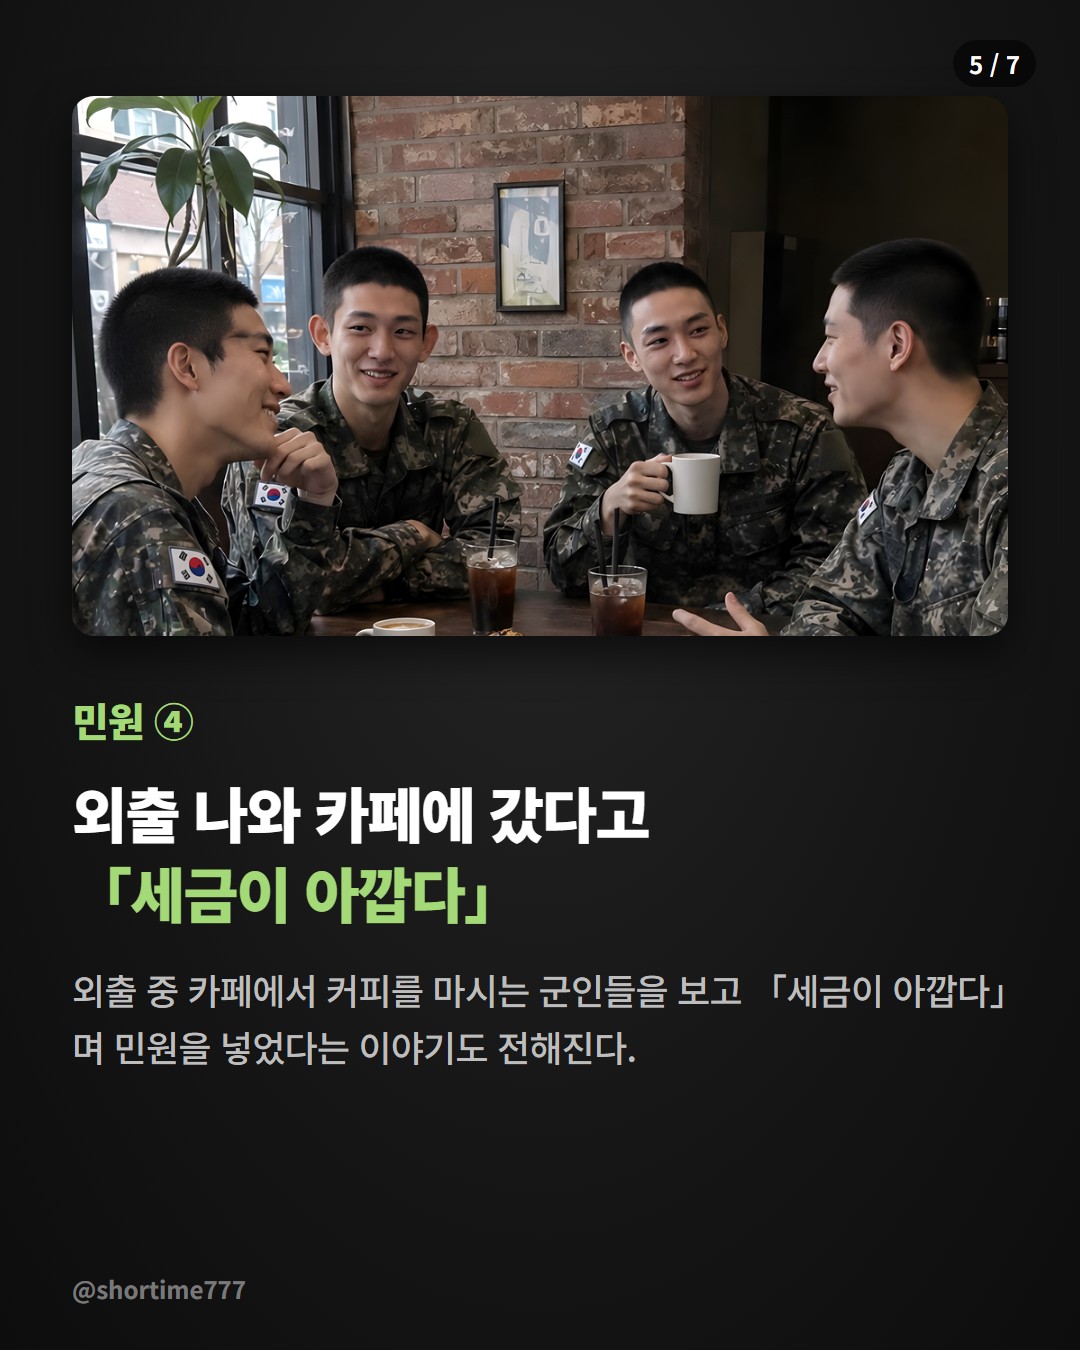 5 / 7
민원 ④
외출 나와 카페에 갔다고
「세금이 아깝다」
외출 중 카페에서 커피를 마시는 군인들을 보고 「세금이 아깝다」
며 민원을 넣었다는 이야기도 전해진다.
@shortime777